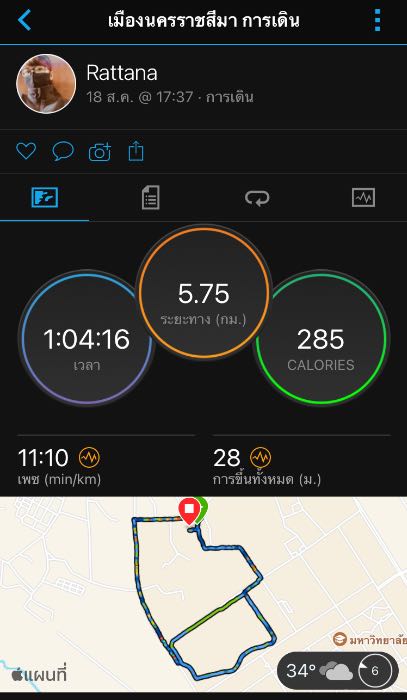 เมืองนครราชสีมา การเดิน
Rattana
18 ส.ค. @ 17:37 · การเดิน
5.75
ระยะทาง (กม.)
1:04:16
เวลา
285
CALORIES
11:10
เพซ (min/km)
28
การขึ้นทั้งหมด (ม.)
มหาวิทยาลัย
แผนที่
34°
6